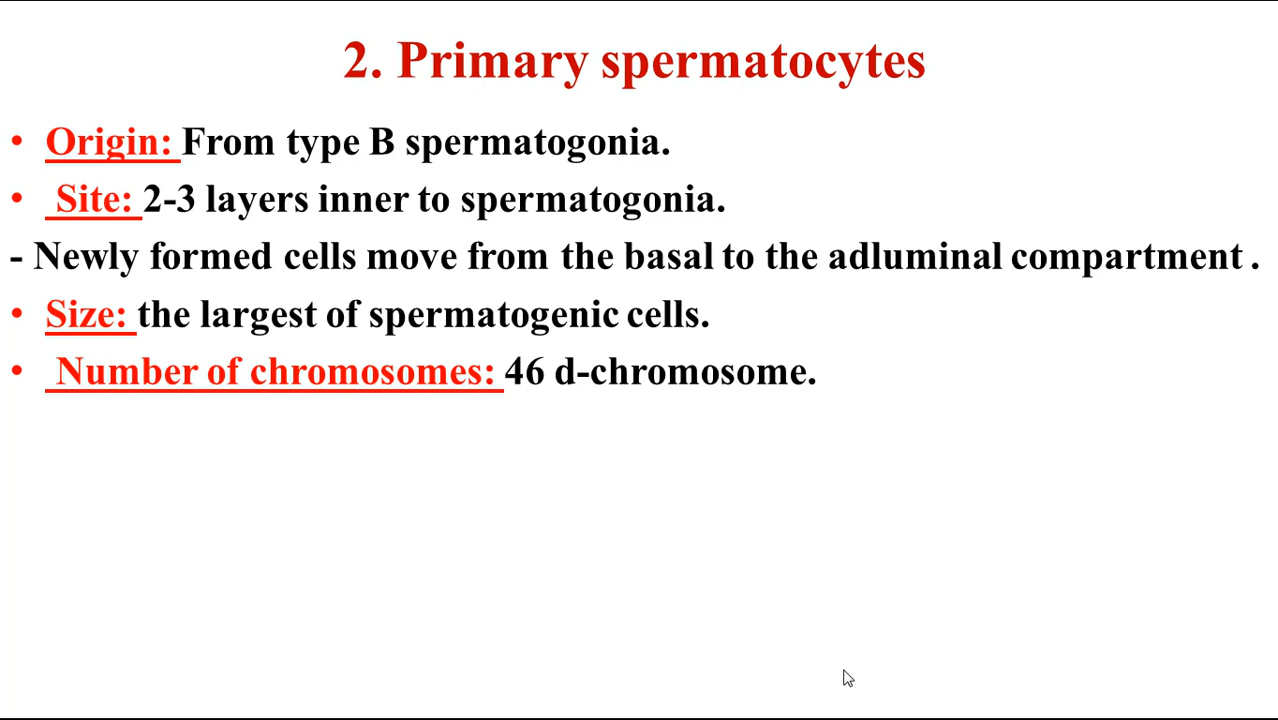 2. Primary spermatocytes
• Origin: From type B spermatogonia.
• Site: 2-3 layers inner to spermatogonia.
- Newly formed cells move from the basal to the adluminal compartment .
• Size: the largest of spermatogenic cells.
• Number of chromosomes: 46 d-chromosome.